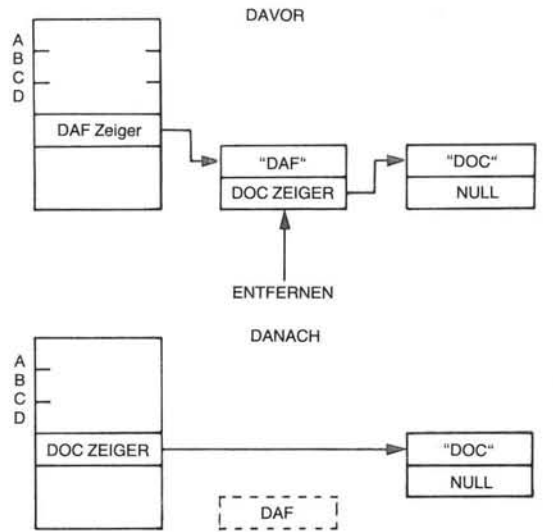 DAVOR
A
B
C
D
DAF Zeiger
"DAF"
DOC ZEIGER
"DOC"
NULL
ENTFERNEN
DANACH
A
B
C
D
DOC ZEIGER
"DOC"
NULL
DAF